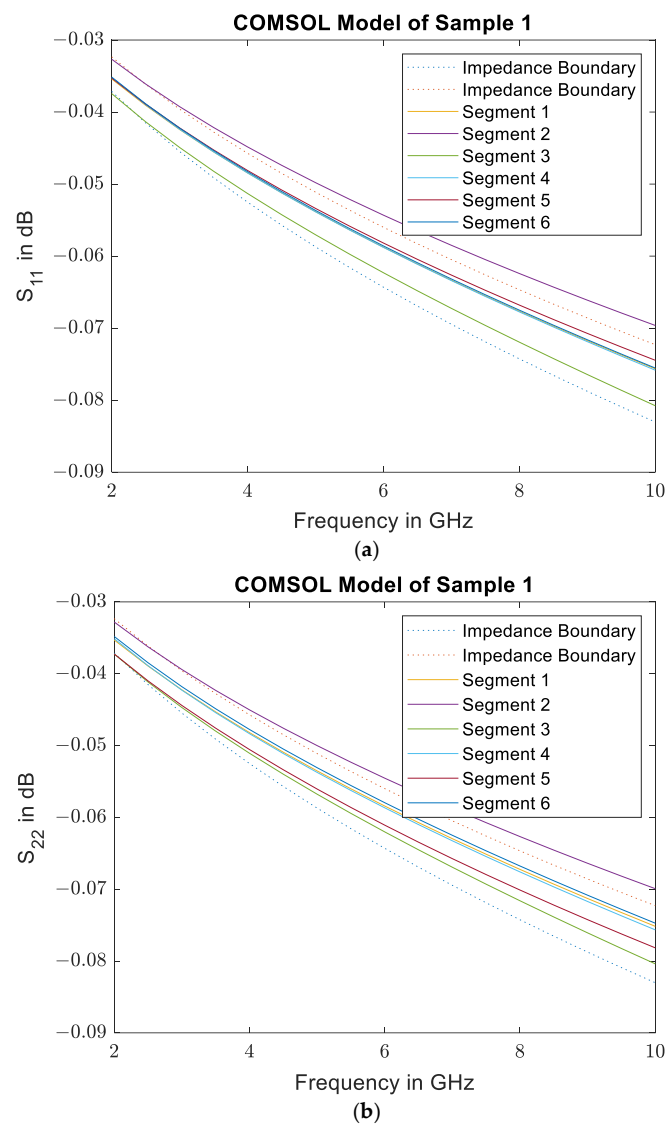 COMSOL Model of Sample 1
−0.03
−0.04
−0.05
−0.06
−0.07
−0.08
−0.09
S11 in dB
Impedance Boundary
Impedance Boundary
Segment 1
Segment 2
Segment 3
Segment 4
Segment 5
Segment 6
2 4 6 8 10
Frequency in GHz
(a)
COMSOL Model of Sample 1
−0.03
−0.04
−0.05
−0.06
−0.07
−0.08
−0.09
S22 in dB
Impedance Boundary
Impedance Boundary
Segment 1
Segment 2
Segment 3
Segment 4
Segment 5
Segment 6
2 4 6 8 10
Frequency in GHz
(b)